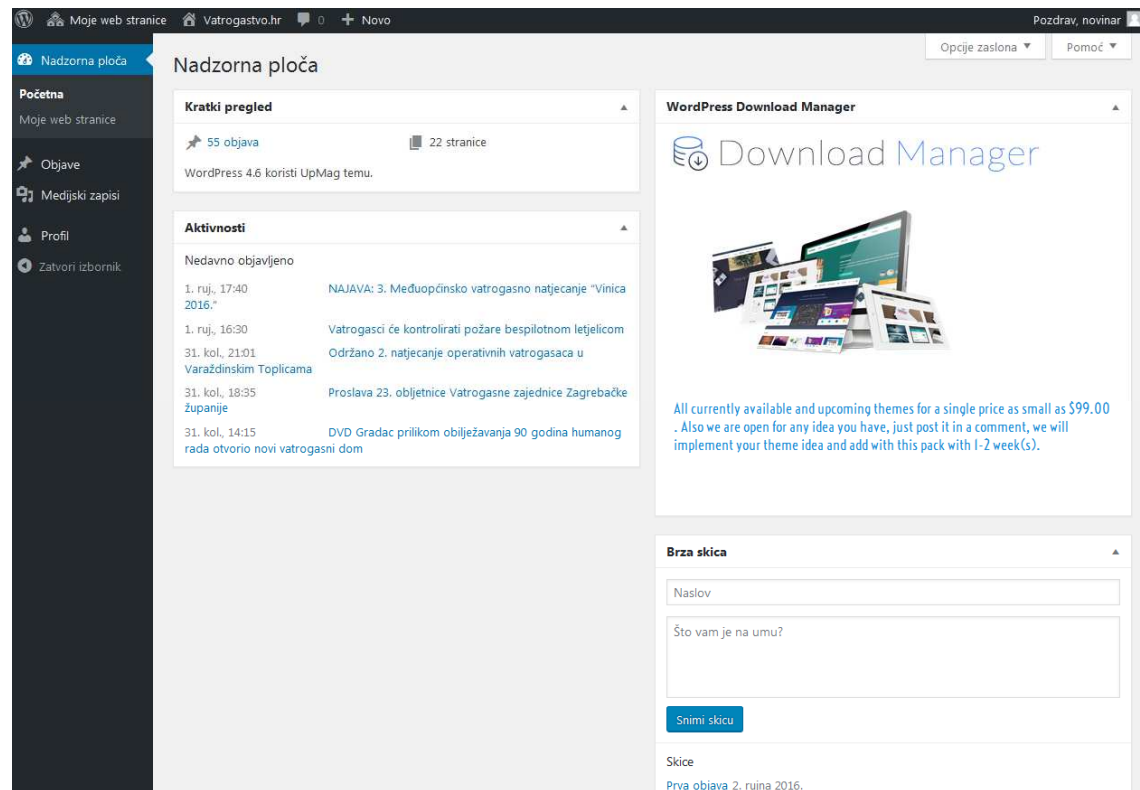 Moje web stranice Vatrogastvo.hr 0 + Novo Pozdrav, novinar
Opcije zaslona ▼ Pomoć ▼
Nadzorna ploča
Početna
Moje web stranice
Objave
Medijski zapisi
Profil
Zatvori izbornik
Nadzorna ploča
Kratki pregled
55 objava 22 stranice
WordPress 4.6 koristi UpMag temu.
Aktivnosti
Nedavno objavljeno
1. ruj., 17:40 NAJAVA: 3. Međuopćinsko vatrogasno natjecanje "Vinica
2016."
1. ruj., 16:30 Vatrogasci će kontrolirati požare bespilotnom letjelicom
31. kol., 21:01 Održano 2. natjecanje operativnih vatrogasaca u
Varaždinskim Toplicama
31. kol., 18:35 Proslava 23. obljetnice Vatrogasne zajednice Zagrebačke
županije
31. kol., 14:15 DVD Gradac prilikom obilježavanja 90 godina humanog
rada otvorio novi vatrogasni dom
WordPress Download Manager
Download Manager
All currently available and upcoming themes for a single price as small as $99.00
. Also we are open for any idea you have, just post it in a comment, we will
implement your theme idea and add with this pack with 1-2 week(s).
Brza skica
Naslov
Što vam je na umu?
Snimi skicu
Skice
Prva objava 2. rujna 2016.